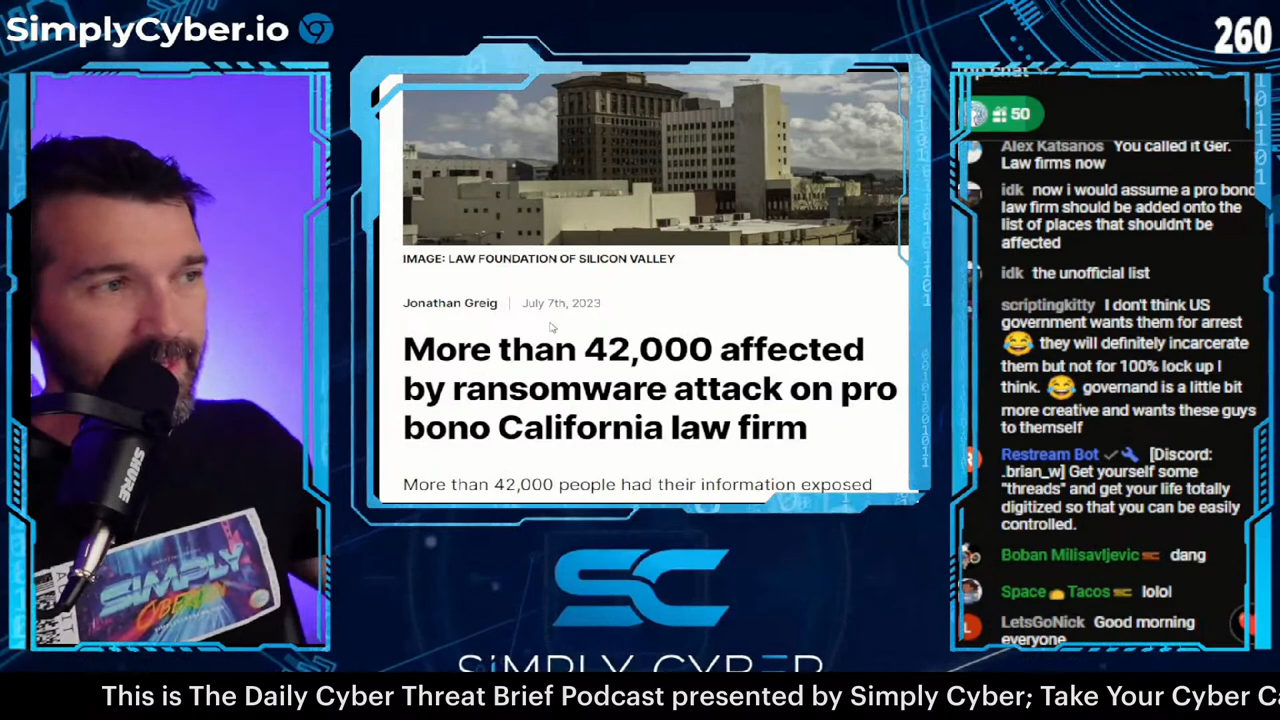 SimplyCyber.io
260
SHURE
SIMPLY
CYBER
IMAGE: LAW FOUNDATION OF SILICON VALLEY
Jonathan Greig | July 7th, 2023
More than 42,000 affected
by ransomware attack on pro
bono California law firm
More than 42,000 people had their information exposed
50
Alex Katsanos You called it Ger.
Law firms now
idk now i would assume a pro bono
law firm should be added onto the
list of places that shouldn't be
affected
idk the unofficial list
scriptingkitty I don't think US
government wants them for arrest
😂 they will definitely incarcerate
them but not for 100% lock up I
think. 😂 governand is a little bit
more creative and wants these guys
to themself
Restream Bot [Discord:
.brian_w] Get yourself some
"threads" and get your life totally
digitized so that you can be easily
controlled.
Boban Milisavljevic dang
Space 🌮 Tacos lolol
LetsGoNick Good morning
everyone
SC
SIMPLY CYBER
This is The Daily Cyber Threat Brief Podcast presented by Simply Cyber; Take Your Cyber C